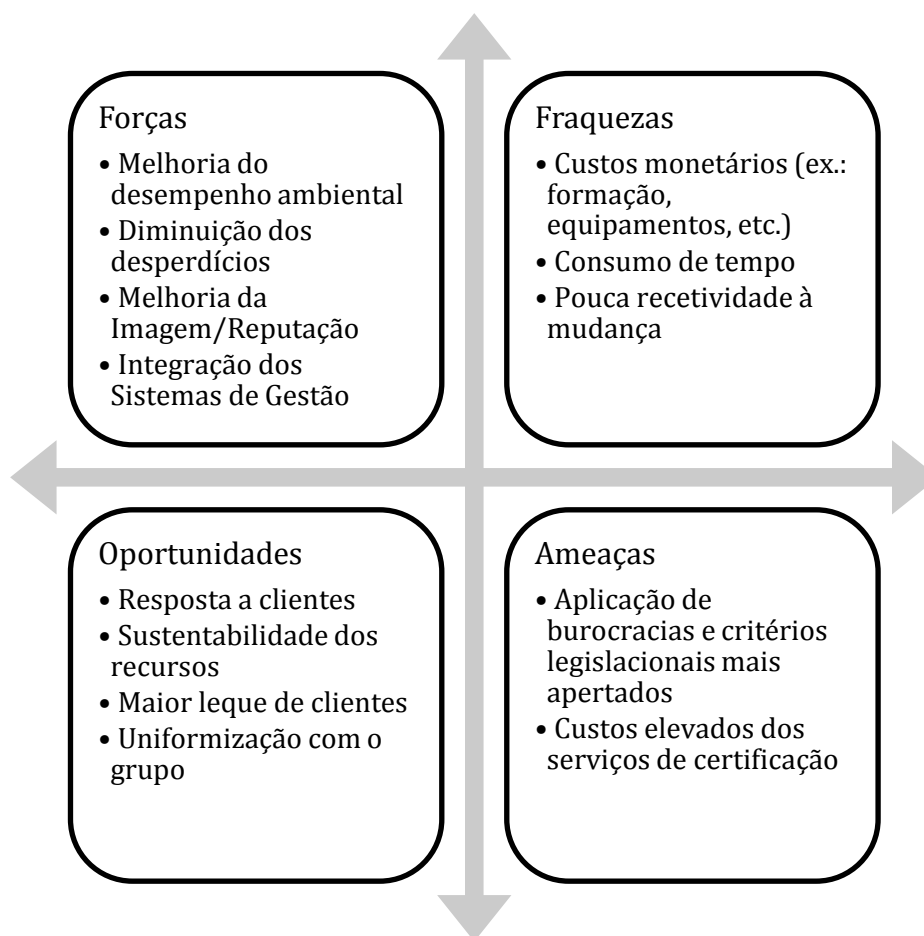 Forças
• Melhoria do
desempenho ambiental
• Diminuição dos
desperdícios
• Melhoria da
Imagem/Reputação
• Integração dos
Sistemas de Gestão
Fraquezas
• Custos monetários (ex.:
formação,
equipamentos, etc.)
• Consumo de tempo
• Pouca recetividade à
mudança
Oportunidades
• Resposta a clientes
• Sustentabilidade dos
recursos
• Maior leque de clientes
• Uniformização com o
grupo
Ameaças
• Aplicação de
burocracias e critérios
legislacionais mais
apertados
• Custos elevados dos
serviços de certificação